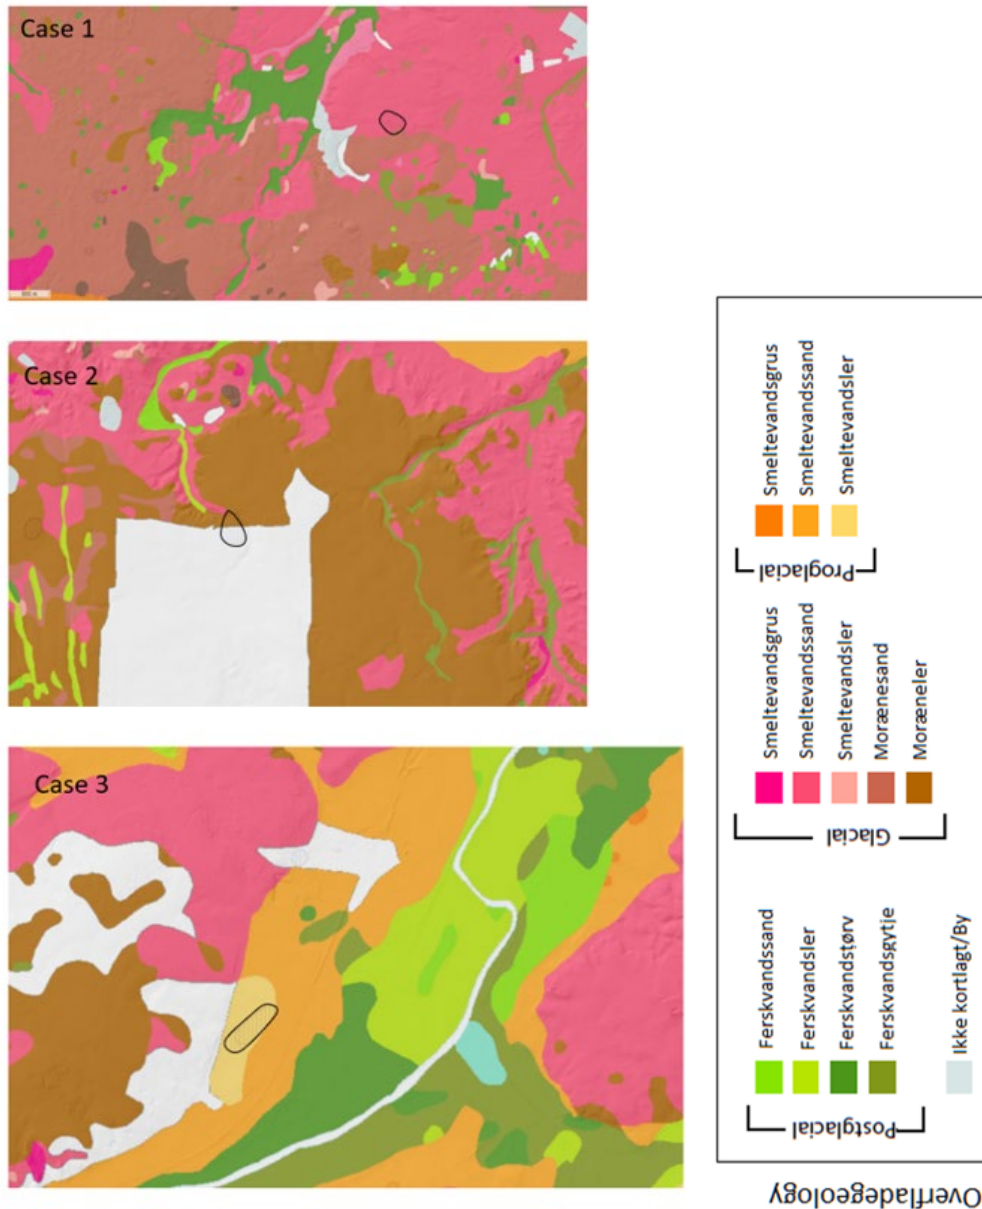 Case 1
Case 2
Case 3
Overfladegeology
Postglacial
Ferskvandssand
Ferskvandsler
Ferskvandstørv
Ferskvandsgytje
Ikke kortlagt/By
Glacial
Smeltevandsgrus
Smeltevandssand
Smeltevandsler
Morænesand
Moræneler
Proglacial
Smeltevandsgrus
Smeltevandssand
Smeltevandsler